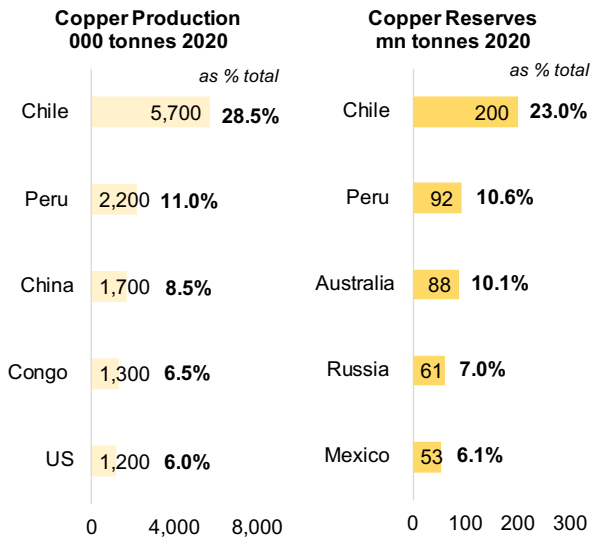 Copper Production
000 tonnes 2020
as % total
Chile 5,700 28.5%
Peru 2,200 11.0%
China 1,700 8.5%
Congo 1,300 6.5%
US 1,200 6.0%
0 4,000 8,000
Copper Reserves
mn tonnes 2020
as % total
Chile 200 23.0%
Peru 92 10.6%
Australia 88 10.1%
Russia 61 7.0%
Mexico 53 6.1%
0 100 200 300